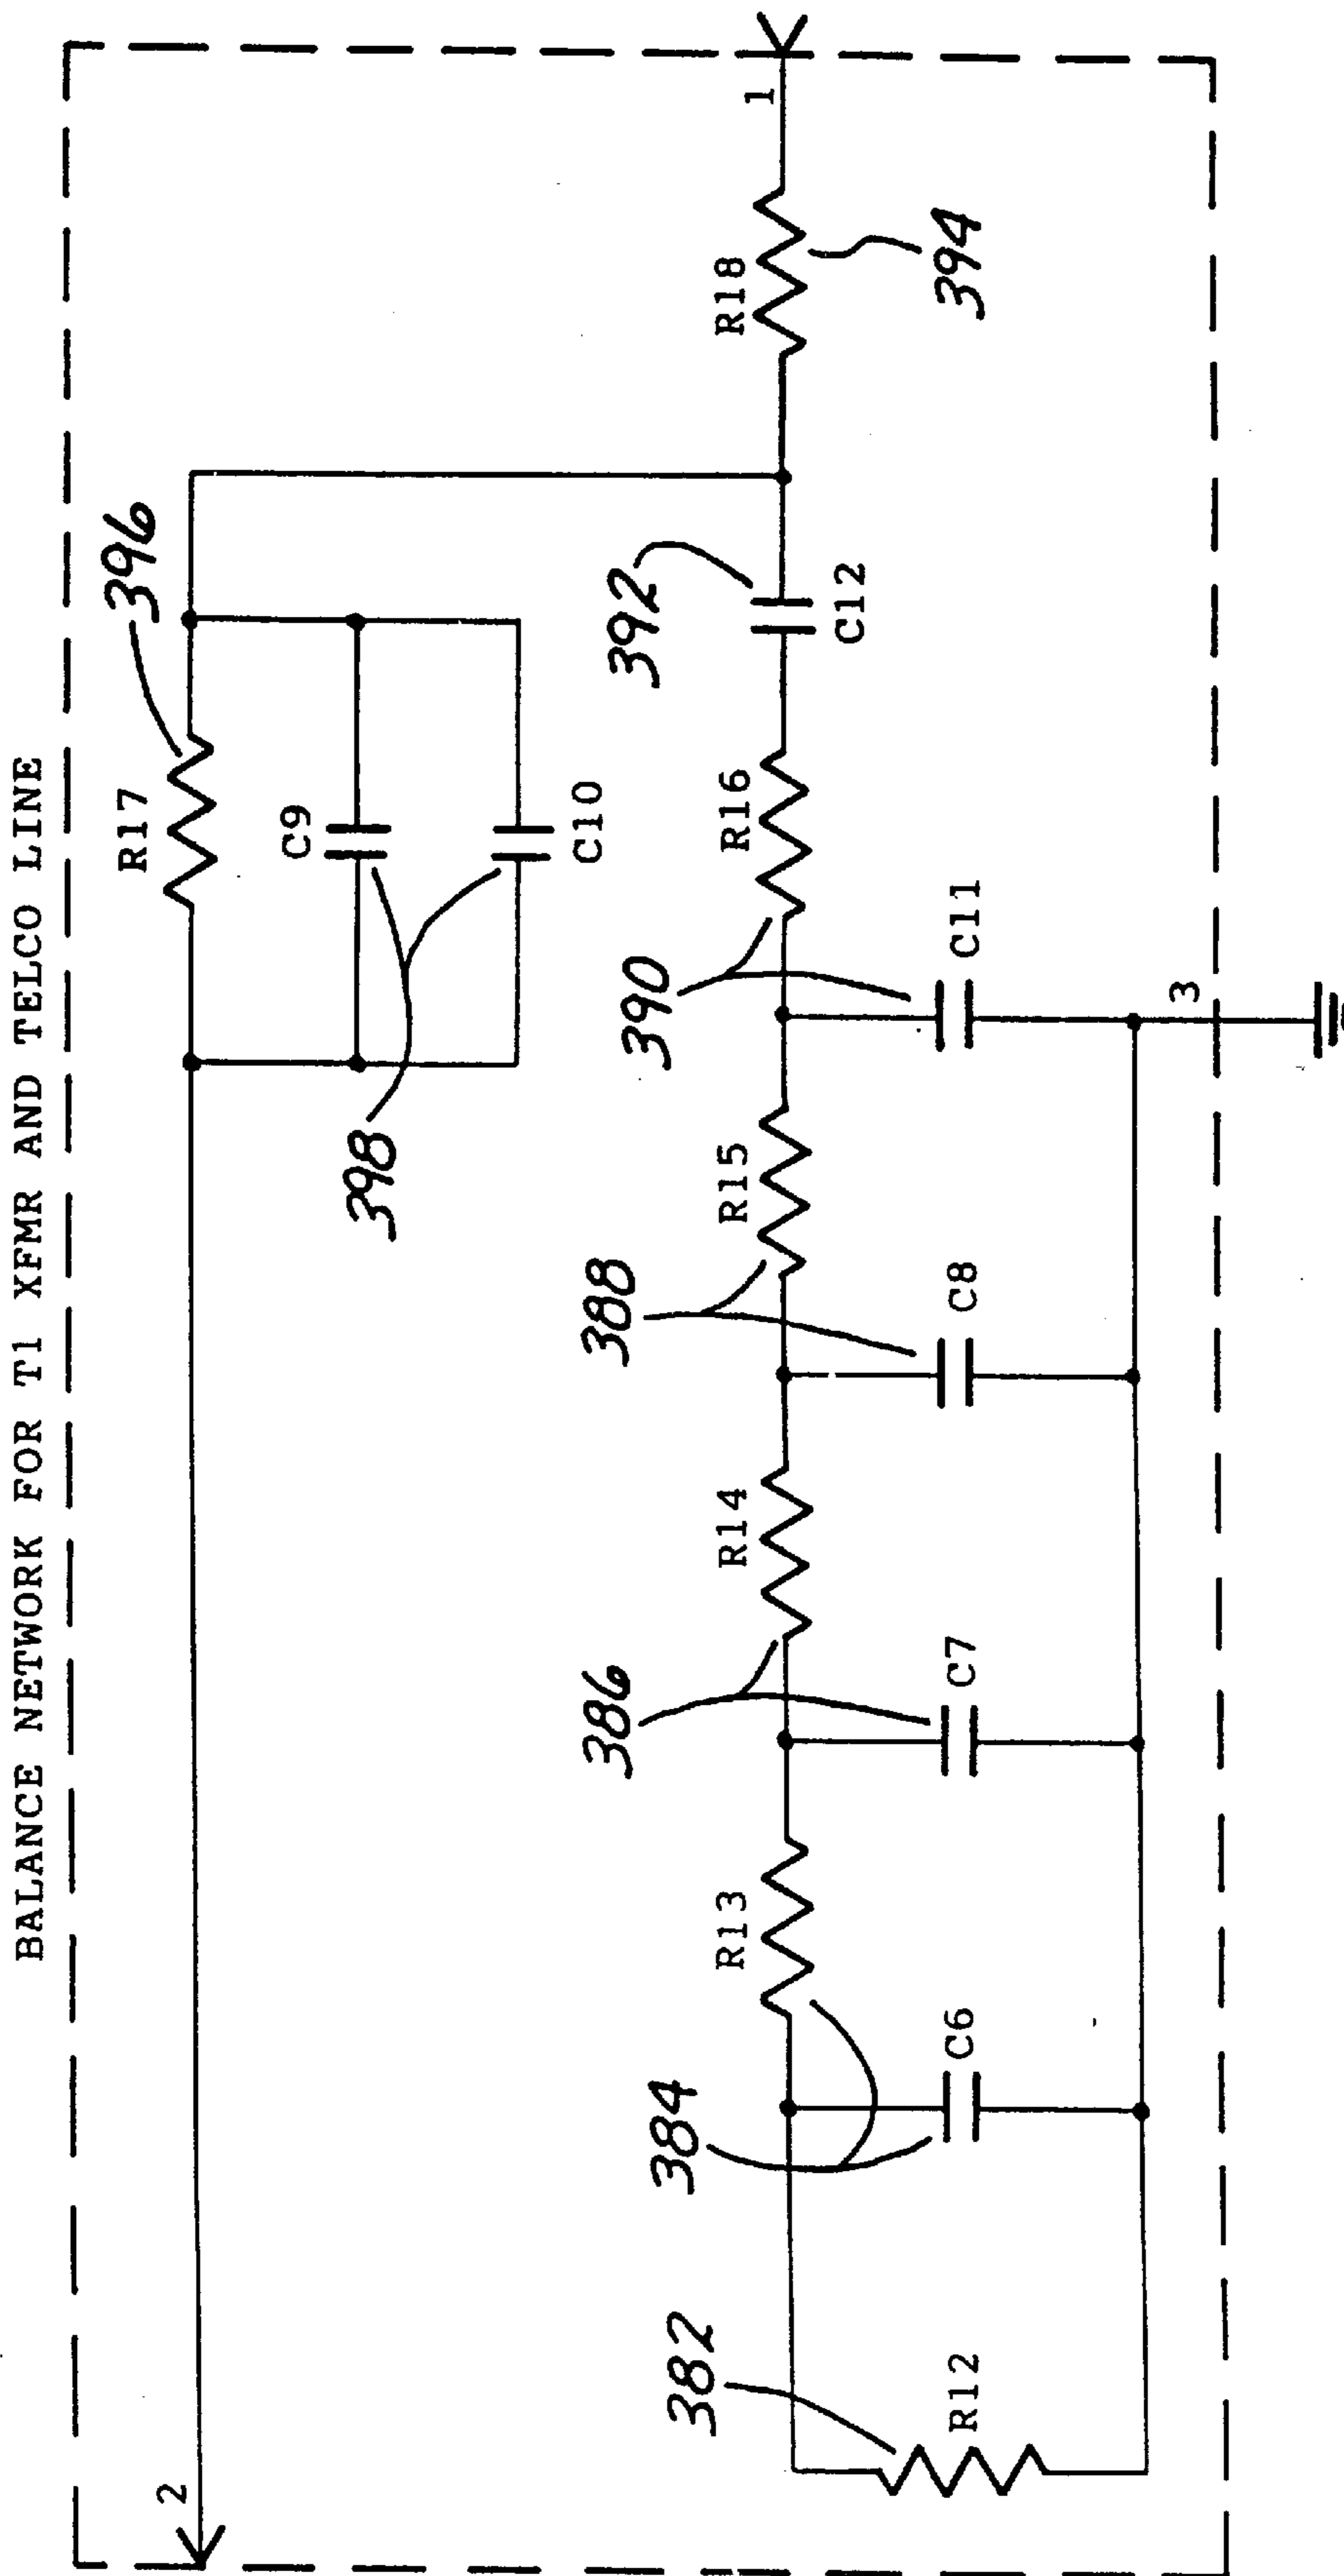 BALANCE NETWORK FOR T1 XFMR AND TELCO LINE
2
396
R17
C9
C10
398
1
R18
394
392
C12
R16
390
C11
R15
388
C8
R14
386
C7
R13
384
C6
382
R12
3